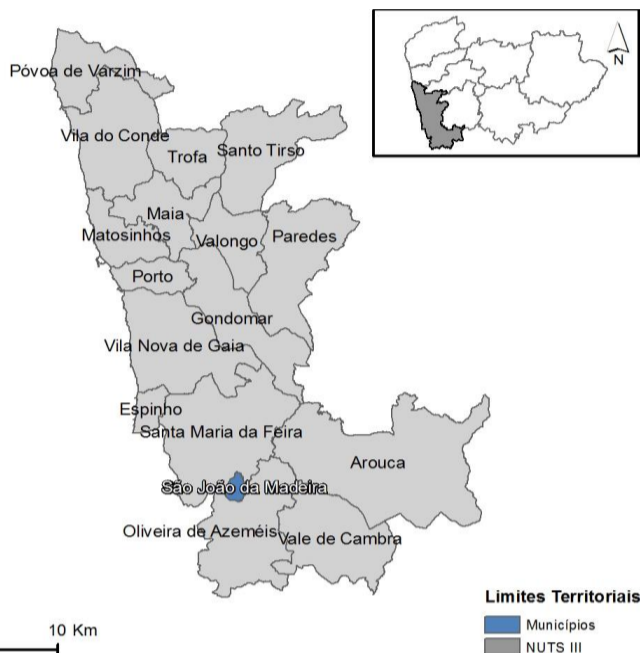 N
Póvoa de Varzim
Vila do Conde
Trofa
Santo Tirso
Maia
Matosinhos
Valongo
Paredes
Porto
Gondomar
Vila Nova de Gaia
Espinho
Santa Maria da Feira
Arouca
São João da Madeira
Oliveira de Azeméis
Vale de Cambra
Limites Territoriais
Municípios
NUTS III
10 Km